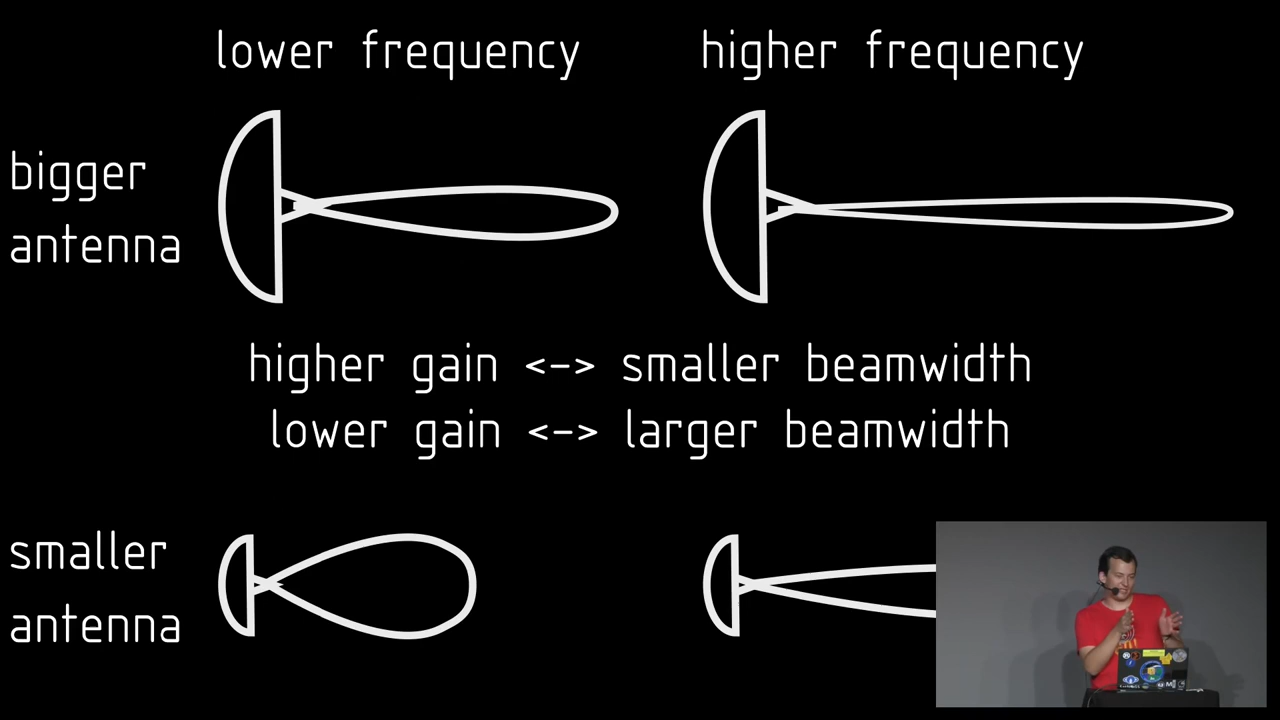 lower frequency
higher frequency
bigger
antenna
higher gain <-> smaller beamwidth
lower gain <-> larger beamwidth
smaller
antenna